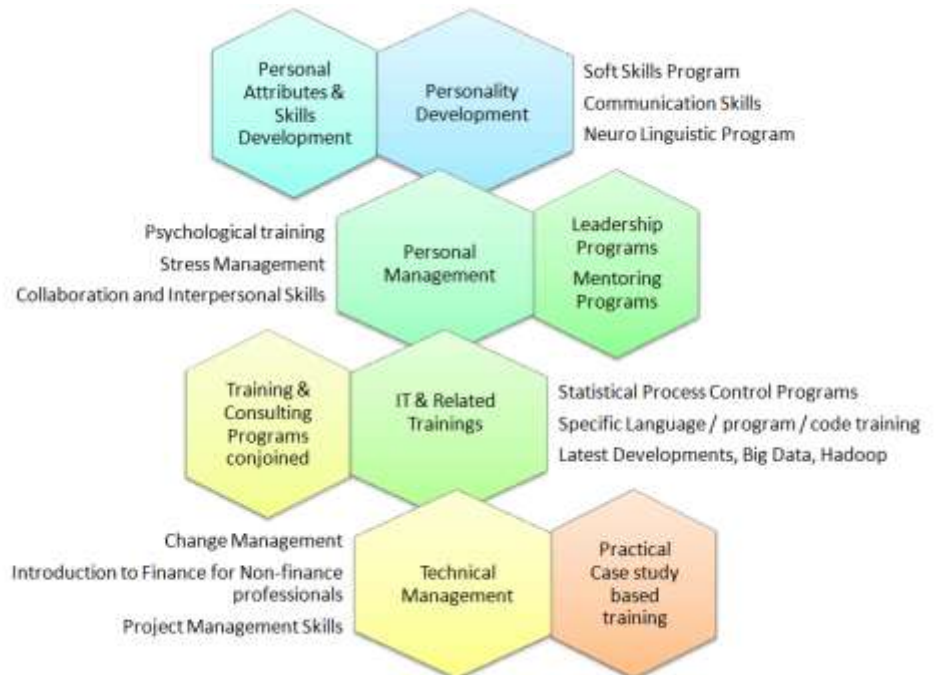 Personal
Attributes &
Skills
Development
Personality
Development
Soft Skills Program
Communication Skills
Neuro Linguistic Program
Psychological training
Stress Management
Collaboration and Interpersonal Skills
Personal
Management
Leadership
Programs
Mentoring
Programs
Training &
Consulting
Programs
conjoined
IT & Related
Trainings
Statistical Process Control Programs
Specific Language / program / code training
Latest Developments, Big Data, Hadoop
Change Management
Introduction to Finance for Non-finance
professionals
Project Management Skills
Technical
Management
Practical
Case study
based
training